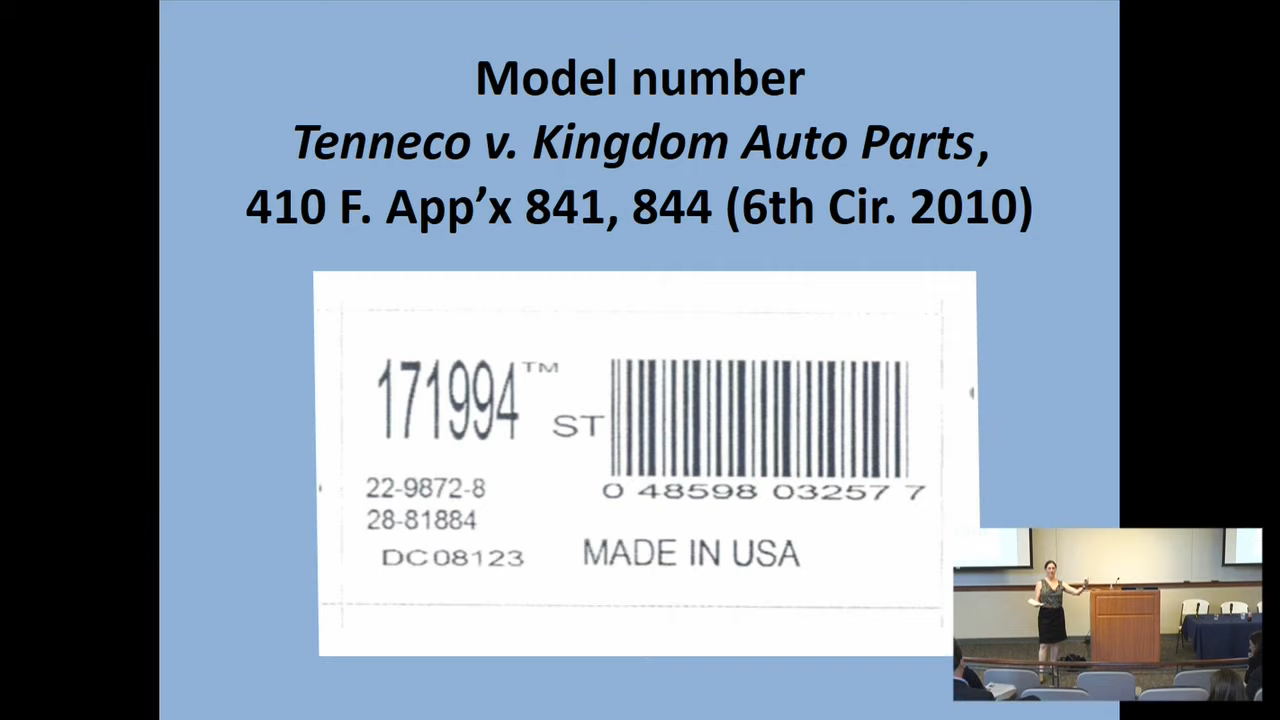 Model number
Tenneco v. Kingdom Auto Parts,
410 F. App’x 841, 844 (6th Cir. 2010)
171994™ ST
0 48598 03257 7
22-9872-8
28-81884
DC08123
MADE IN USA